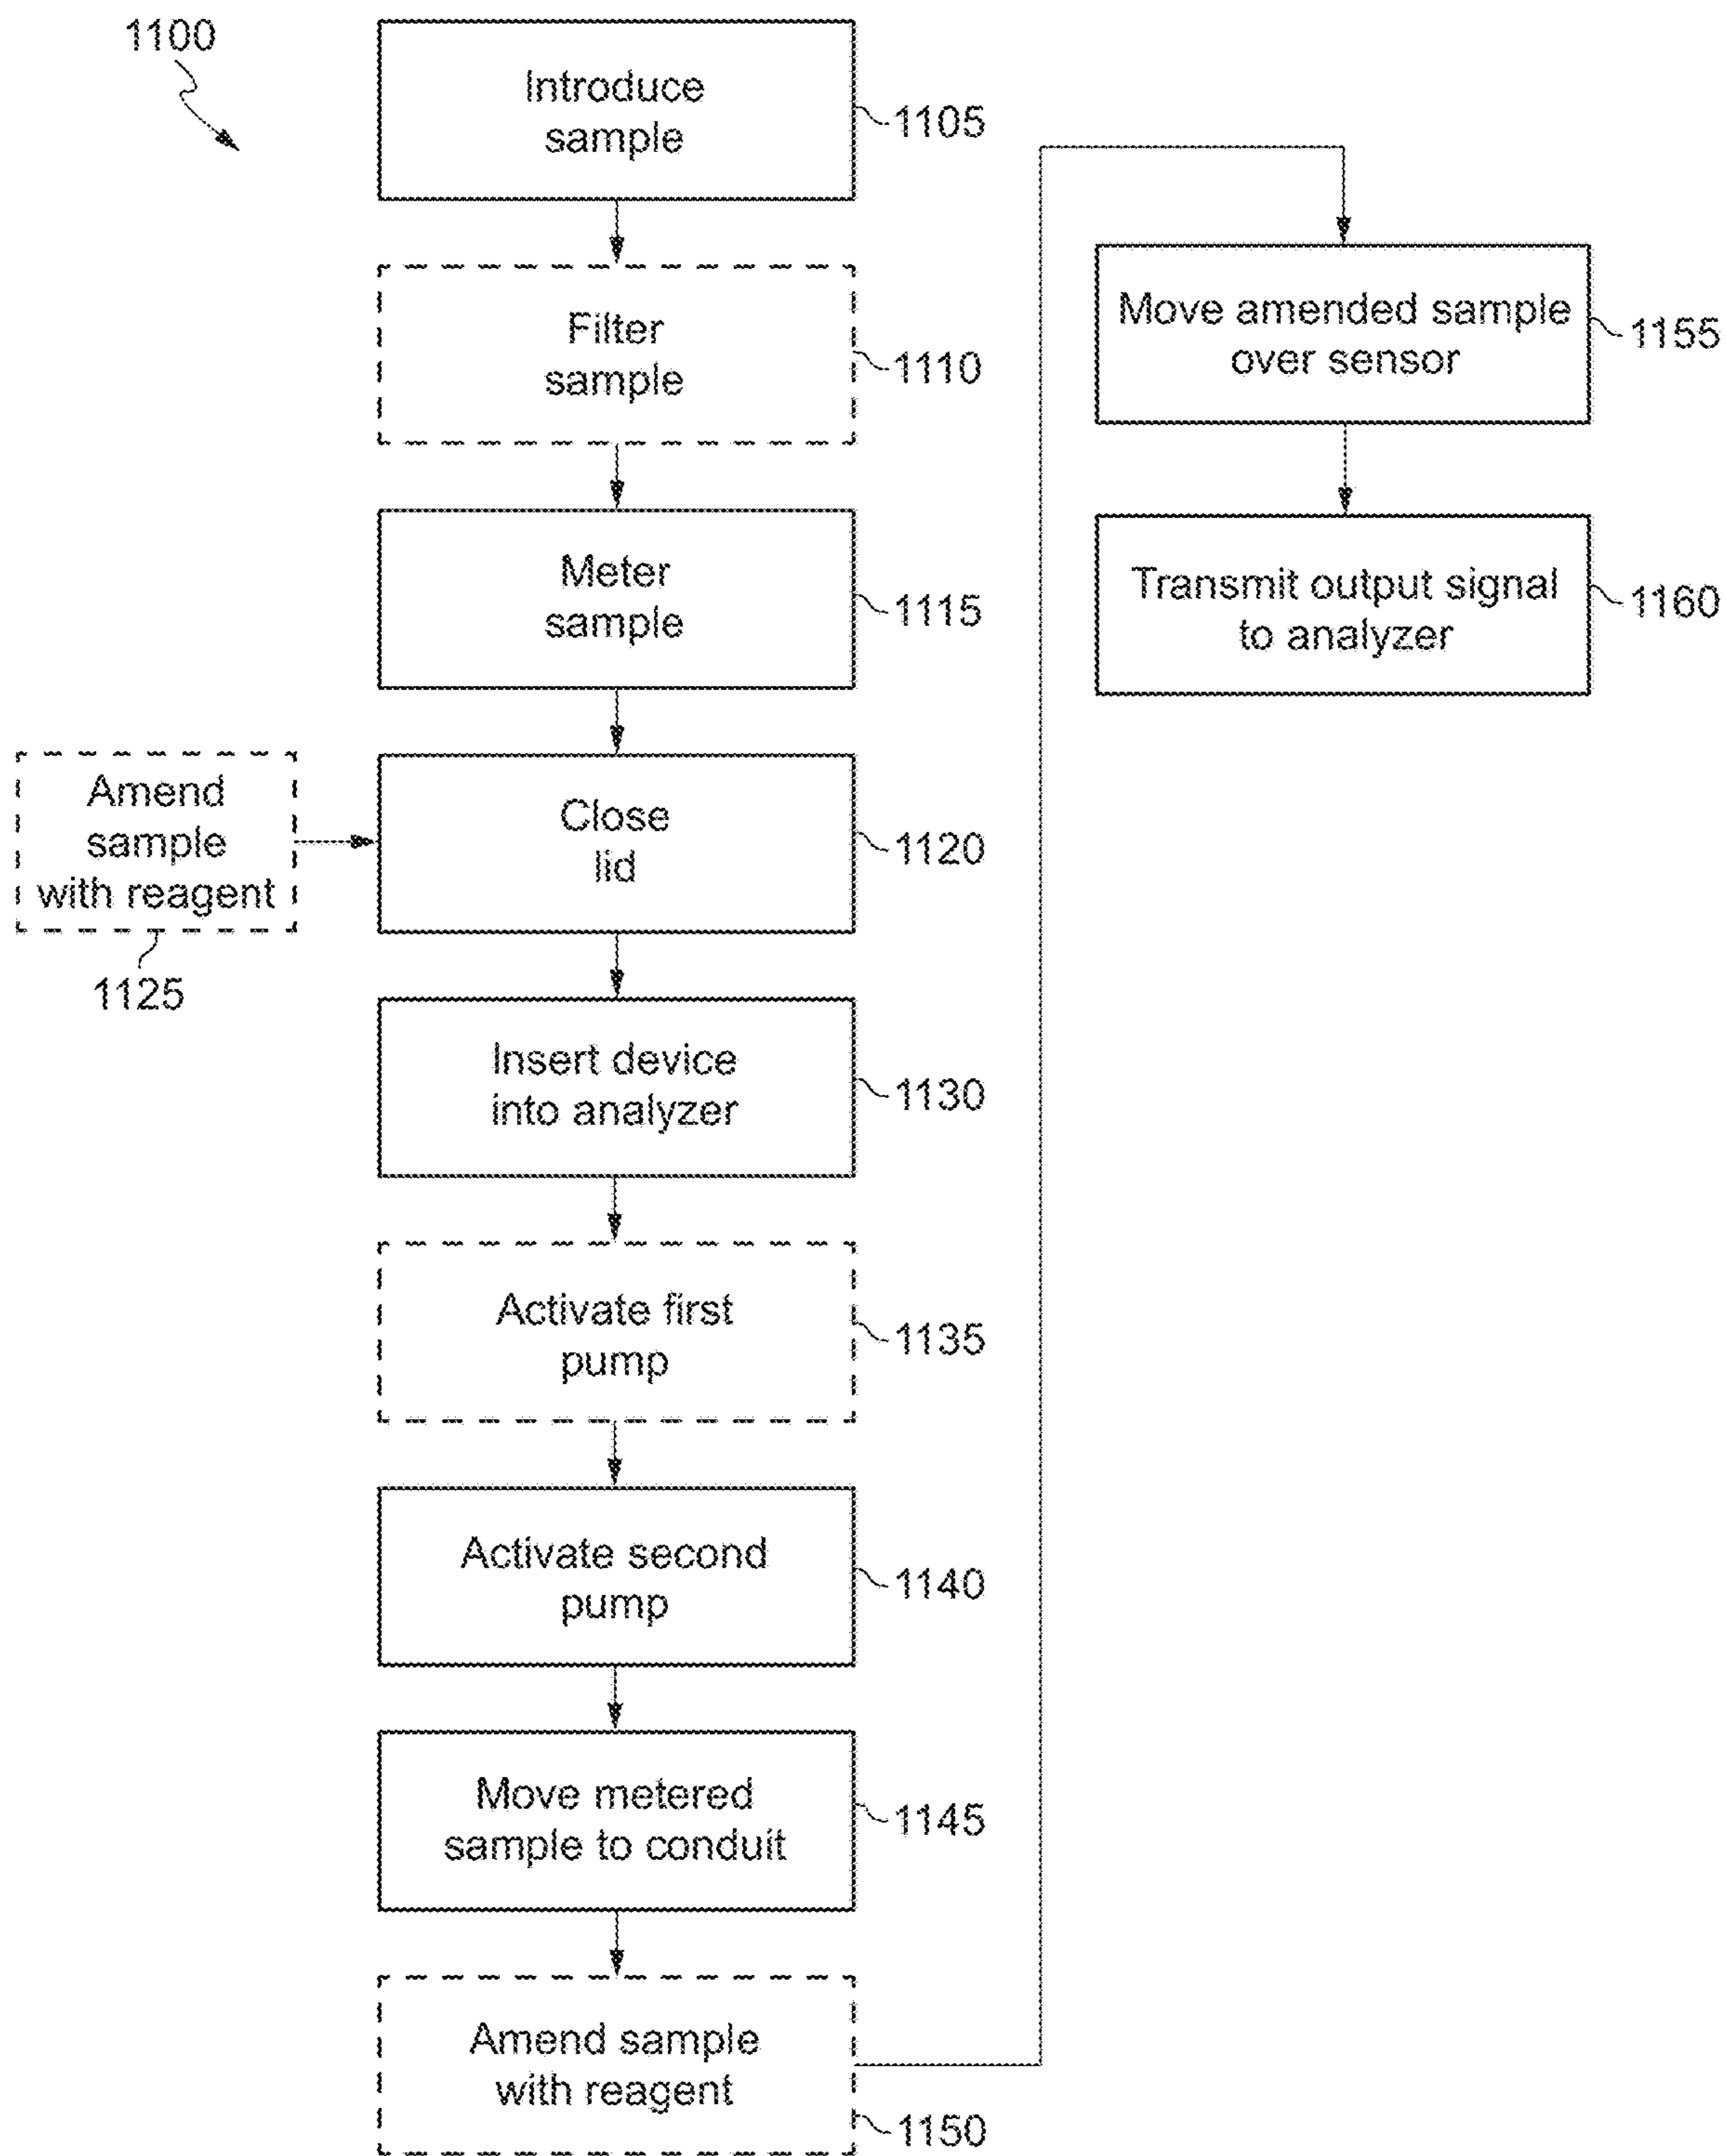 1100
Introduce
sample
1105
Filter
sample
1110
Meter
sample
1115
Close
lid
1120
Amend
sample
with reagent
1125
Insert device
into analyzer
1130
Activate first
pump
1135
Activate second
pump
1140
Move metered
sample to conduit
1145
Amend sample
with reagent
1150
Move amended sample
over sensor
1155
Transmit output signal
to analyzer
1160